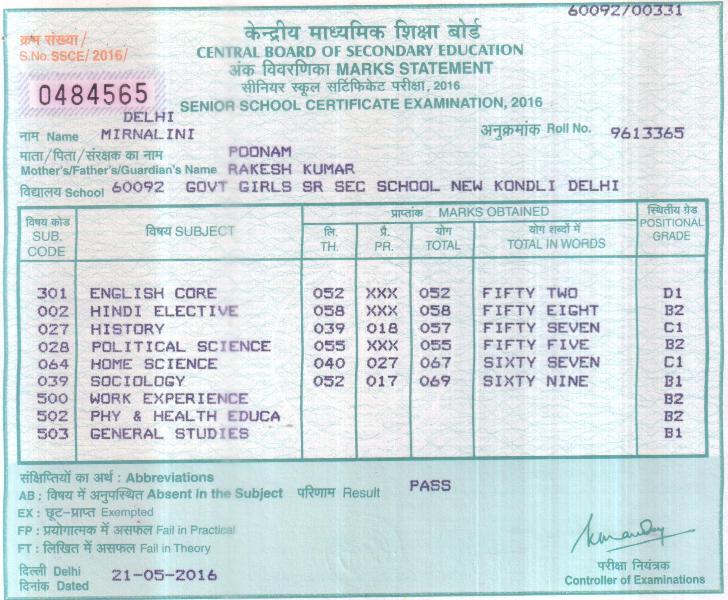 60092/00331
केन्द्रीय माध्यमिक शिक्षा बोर्ड
क्रम संख्या/
S.No. SSCE/ 2016/
CENTRAL BOARD OF SECONDARY EDUCATION
अंक विवरणिका MARKS STATEMENT
सीनियर स्कूल सर्टिफिकेट परीक्षा, 2016
0484565
SENIOR SCHOOL CERTIFICATE EXAMINATION, 2016
DELHI
नाम Name MIRNALINI अनुक्रमांक Roll No. 9613365
माता/पिता/संरक्षक का नाम POONAM
Mother's/Father's/Guardian's Name RAKESH KUMAR
विद्यालय School 60092 GOVT GIRLS SR SEC SCHOOL NEW KONDLI DELHI
विषय कोड SUB. CODE विषय SUBJECT प्राप्तांक MARKS OBTAINED स्थितीय ग्रेड POSITIONAL GRADE
लि. TH. प्रै. PR. योग TOTAL योग शब्दों में TOTAL IN WORDS
301 ENGLISH CORE 052 XXX 052 FIFTY TWO D1
002 HINDI ELECTIVE 058 XXX 058 FIFTY EIGHT B2
027 HISTORY 039 018 057 FIFTY SEVEN C1
028 POLITICAL SCIENCE 055 XXX 055 FIFTY FIVE B2
064 HOME SCIENCE 040 027 067 SIXTY SEVEN C1
039 SOCIOLOGY 052 017 069 SIXTY NINE B1
500 WORK EXPERIENCE B2
502 PHY & HEALTH EDUCA B2
503 GENERAL STUDIES B1
संक्षिप्तियों का अर्थ : Abbreviations
AB : विषय में अनुपस्थित Absent in the Subject परिणाम Result PASS
EX : छूट-प्राप्त Exempted
FP : प्रयोगात्मक में असफल Fail in Practical
FT : लिखित में असफल Fail in Theory
दिल्ली Delhi
दिनांक Dated 21-05-2016
परीक्षा नियंत्रक
Controller of Examinations